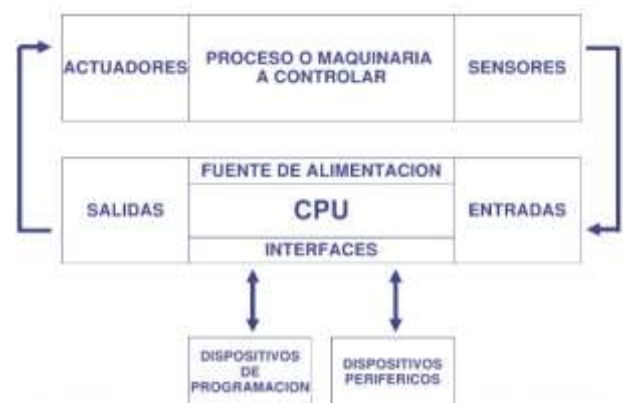 ACTUADORES
PROCESO O MAQUINARIA
A CONTROLAR
SENSORES
SALIDAS
FUENTE DE ALIMENTACION
CPU
INTERFACES
ENTRADAS
DISPOSITIVOS
DE
PROGRAMACION
DISPOSITIVOS
PERIFERICOS